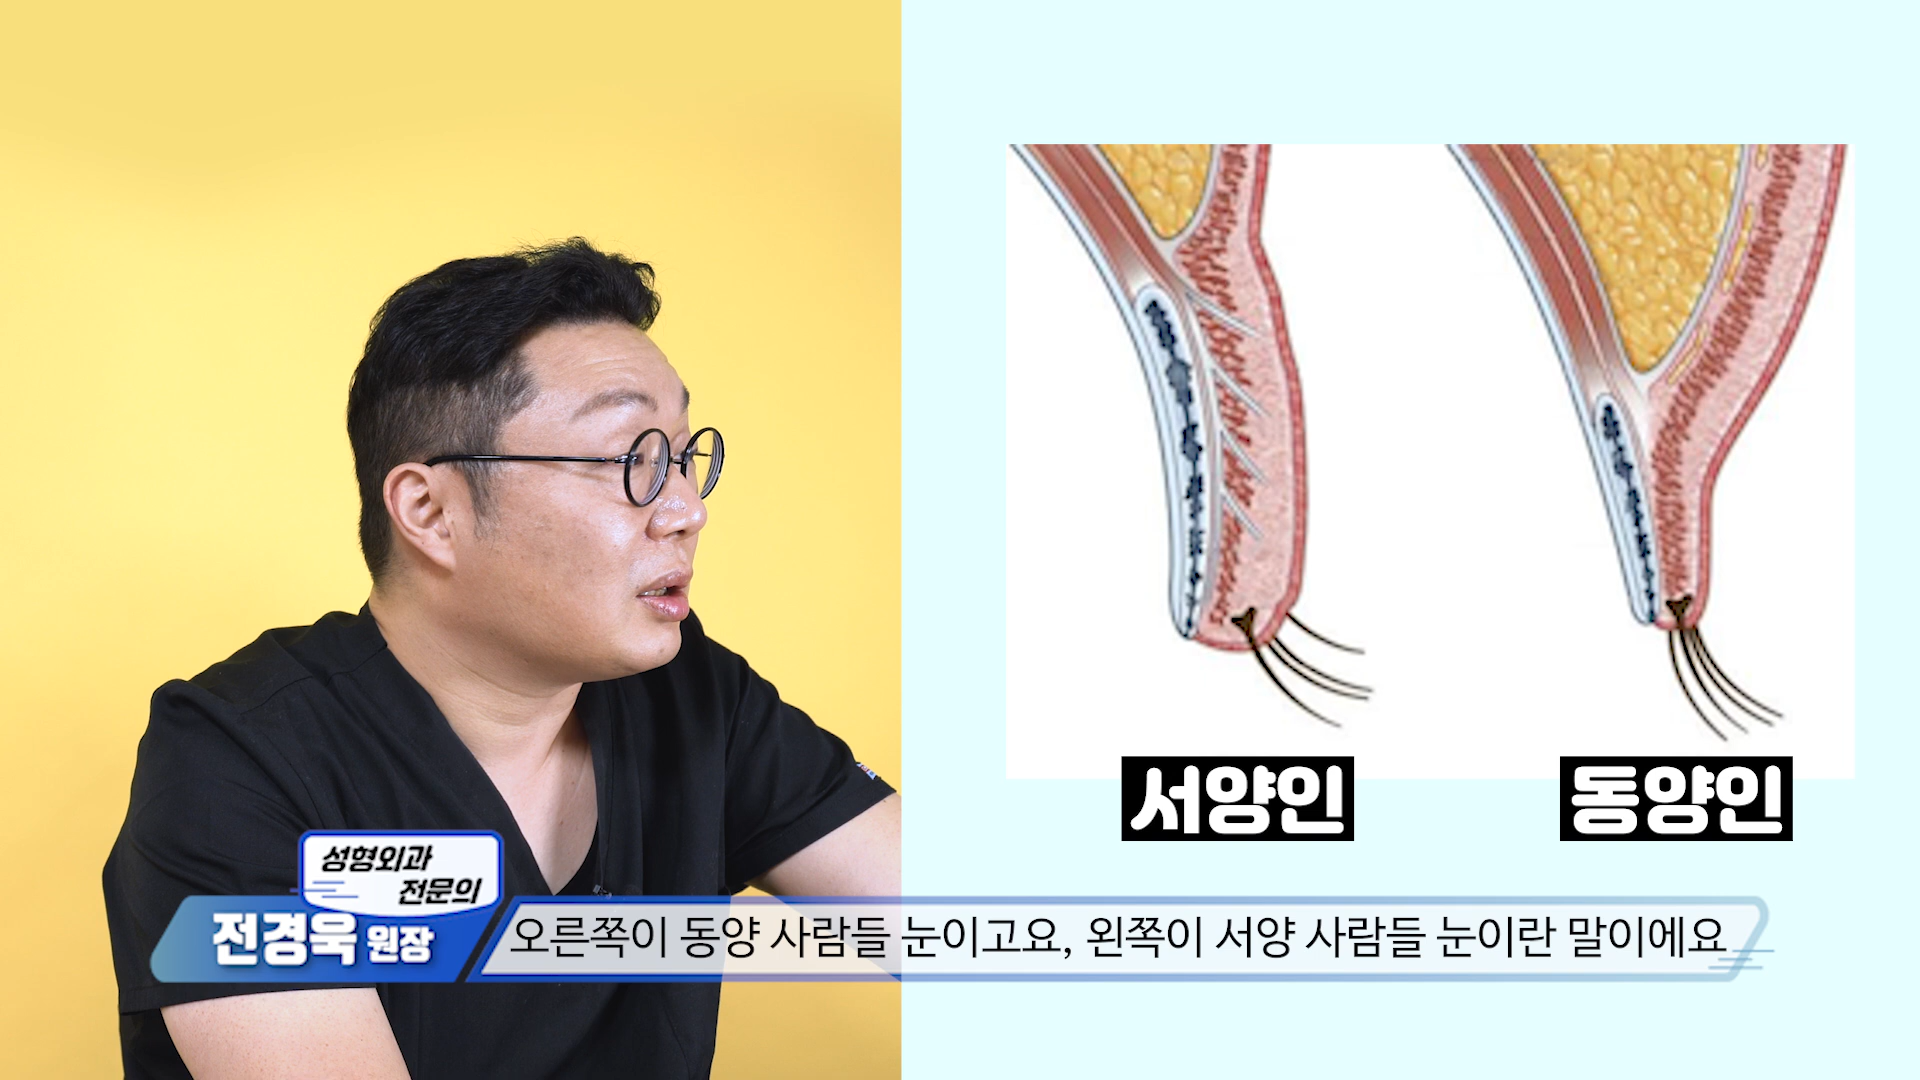 서양인
동양인
성형외과
전문의
전경욱 원장
오른쪽이 동양 사람들 눈이고요, 왼쪽이 서양 사람들 눈이란 말이에요